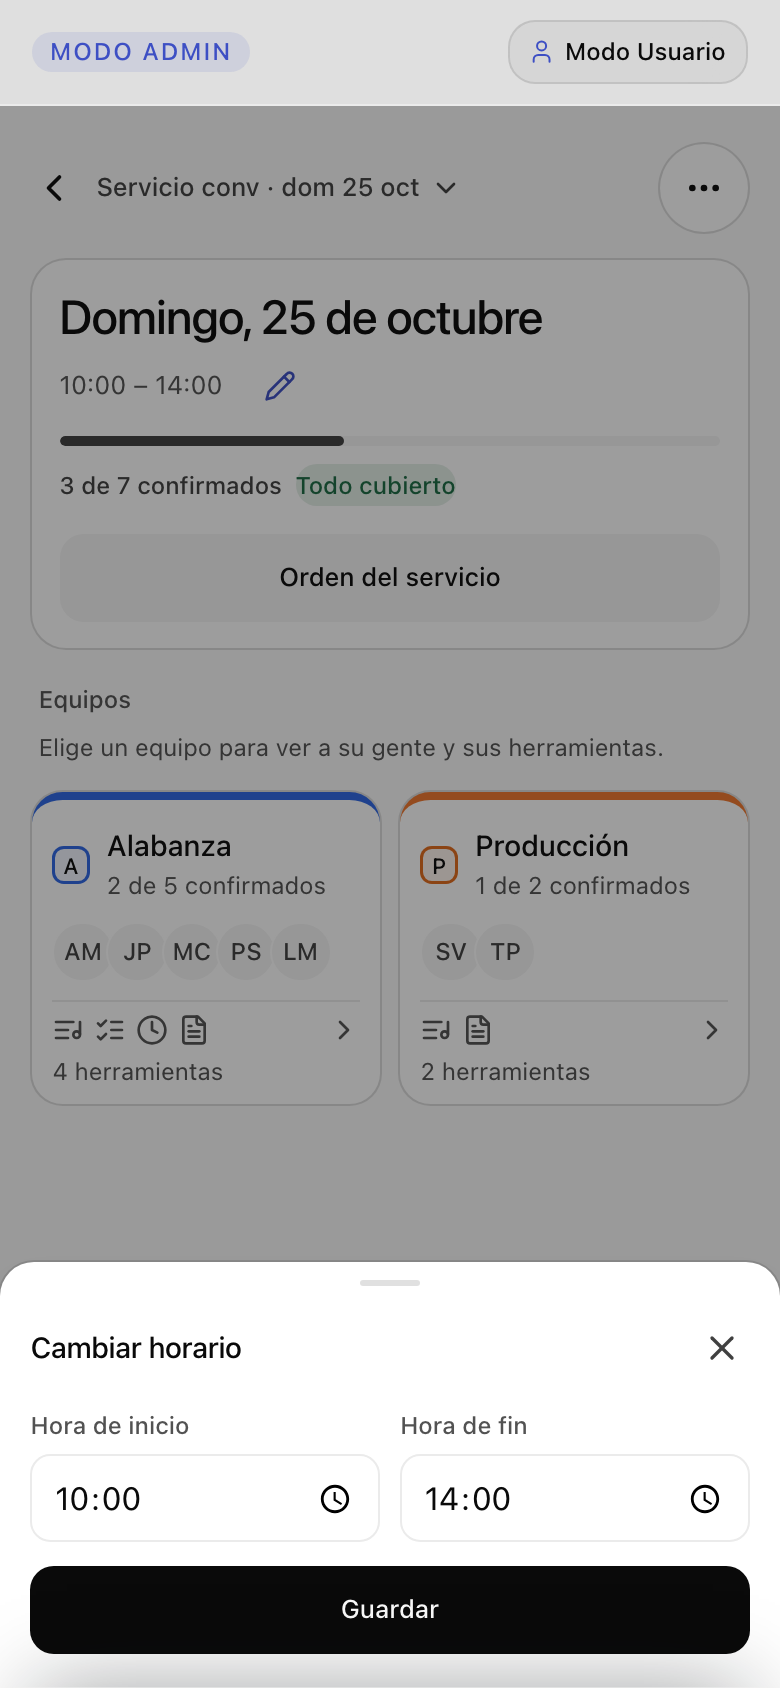 MODO ADMIN
Modo Usuario
Servicio conv · dom 25 oct
Domingo, 25 de octubre
10:00 – 14:00
3 de 7 confirmados Todo cubierto
Orden del servicio
Equipos
Elige un equipo para ver a su gente y sus herramientas.
A Alabanza
2 de 5 confirmados
AM JP MC PS LM
4 herramientas
P Producción
1 de 2 confirmados
SV TP
2 herramientas
Cambiar horario
Hora de inicio
10:00
Hora de fin
14:00
Guardar